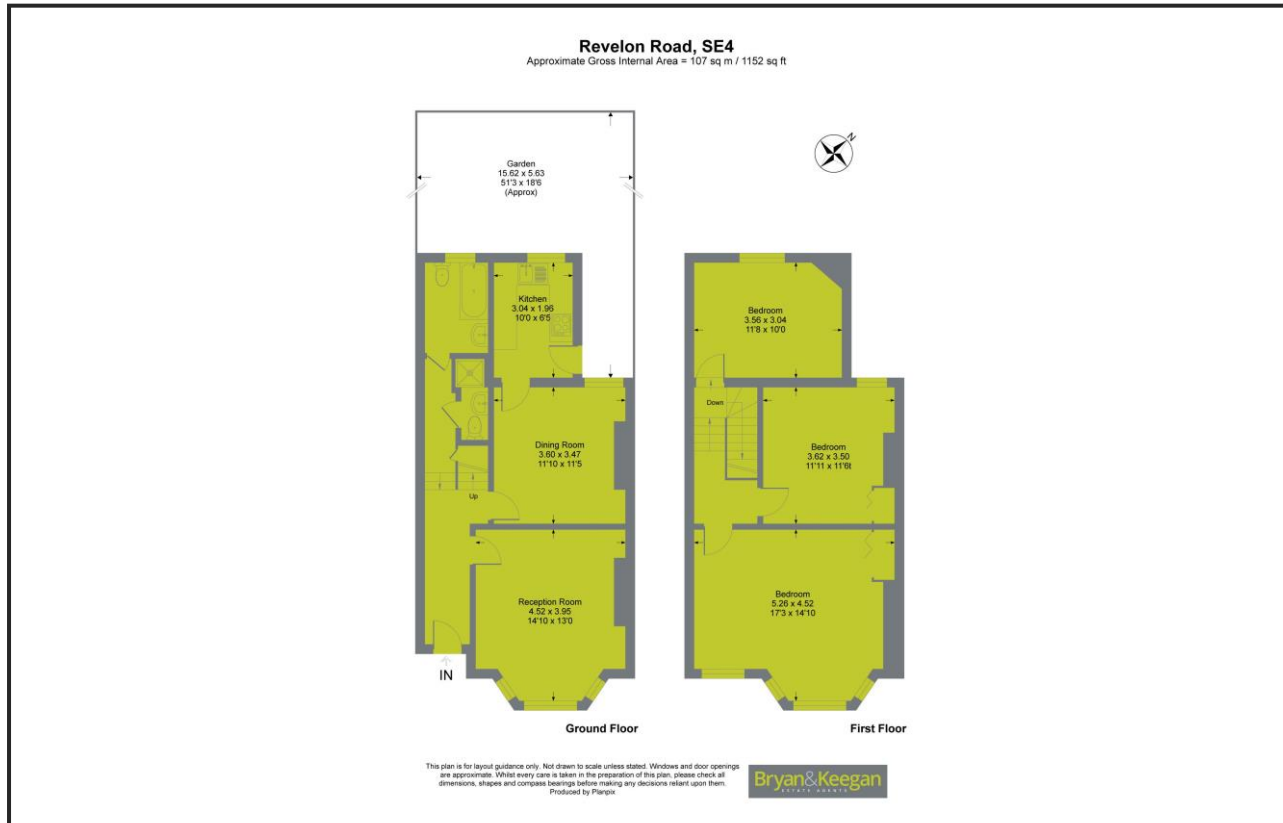 Revelon Road, SE4
Approximate Gross Internal Area = 107 sq m / 1152 sq ft
N
Garden
15.62 x 5.63
51'3 x 18'6
(Approx)
Kitchen
3.04 x 1.96
10'0 x 6'5
Dining Room
3.60 x 3.47
11'10 x 11'5
Up
Reception Room
4.52 x 3.95
14'10 x 13'0
IN
Ground Floor
Bedroom
3.56 x 3.04
11'8 x 10'0
Down
Bedroom
3.62 x 3.50
11'11 x 11'6t
Bedroom
5.26 x 4.52
17'3 x 14'10
First Floor
This plan is for layout guidance only. Not drawn to scale unless stated. Windows and door openings
are approximate. Whilst every care is taken in the preparation of this plan, please check all
dimensions, shapes and compass bearings before making any decisions reliant upon them.
Produced by Planpix
Bryan&Keegan
ESTATE AGENTS